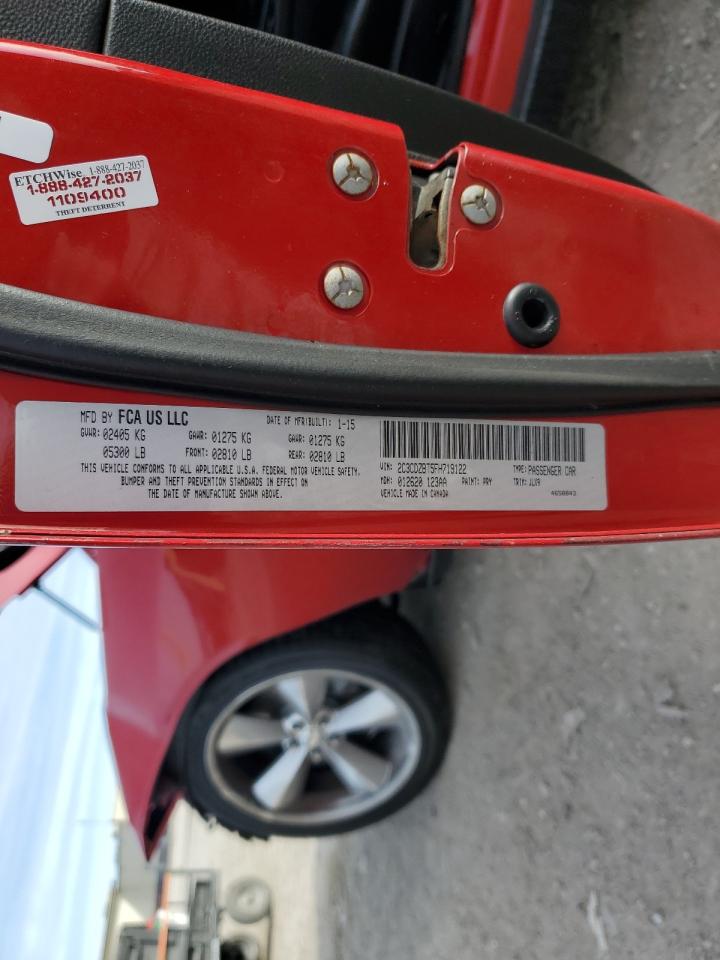 ETCHWise 1-888-427-2037
1-888-427-2037
1109400
THEFT DETERRENT
MFD BY FCA US LLC DATE OF MFR(BUILT): 1-15
GVWR: 02405 KG GAWR: 01275 KG GAWR: 01275 KG
05300 LB FRONT: 02810 LB REAR: 02810 LB
THIS VEHICLE CONFORMS TO ALL APPLICABLE U.S.A. FEDERAL MOTOR VEHICLE SAFETY,
BUMPER AND THEFT PREVENTION STANDARDS IN EFFECT ON
THE DATE OF MANUFACTURE SHOWN ABOVE.
VIN: 2C3CDZBT5FH719122 TYPE: PASSENGER CAR
MDH: 012620 123AA PAINT: PRY TRIM: JLX9
VEHICLE MADE IN CANADA 4658843